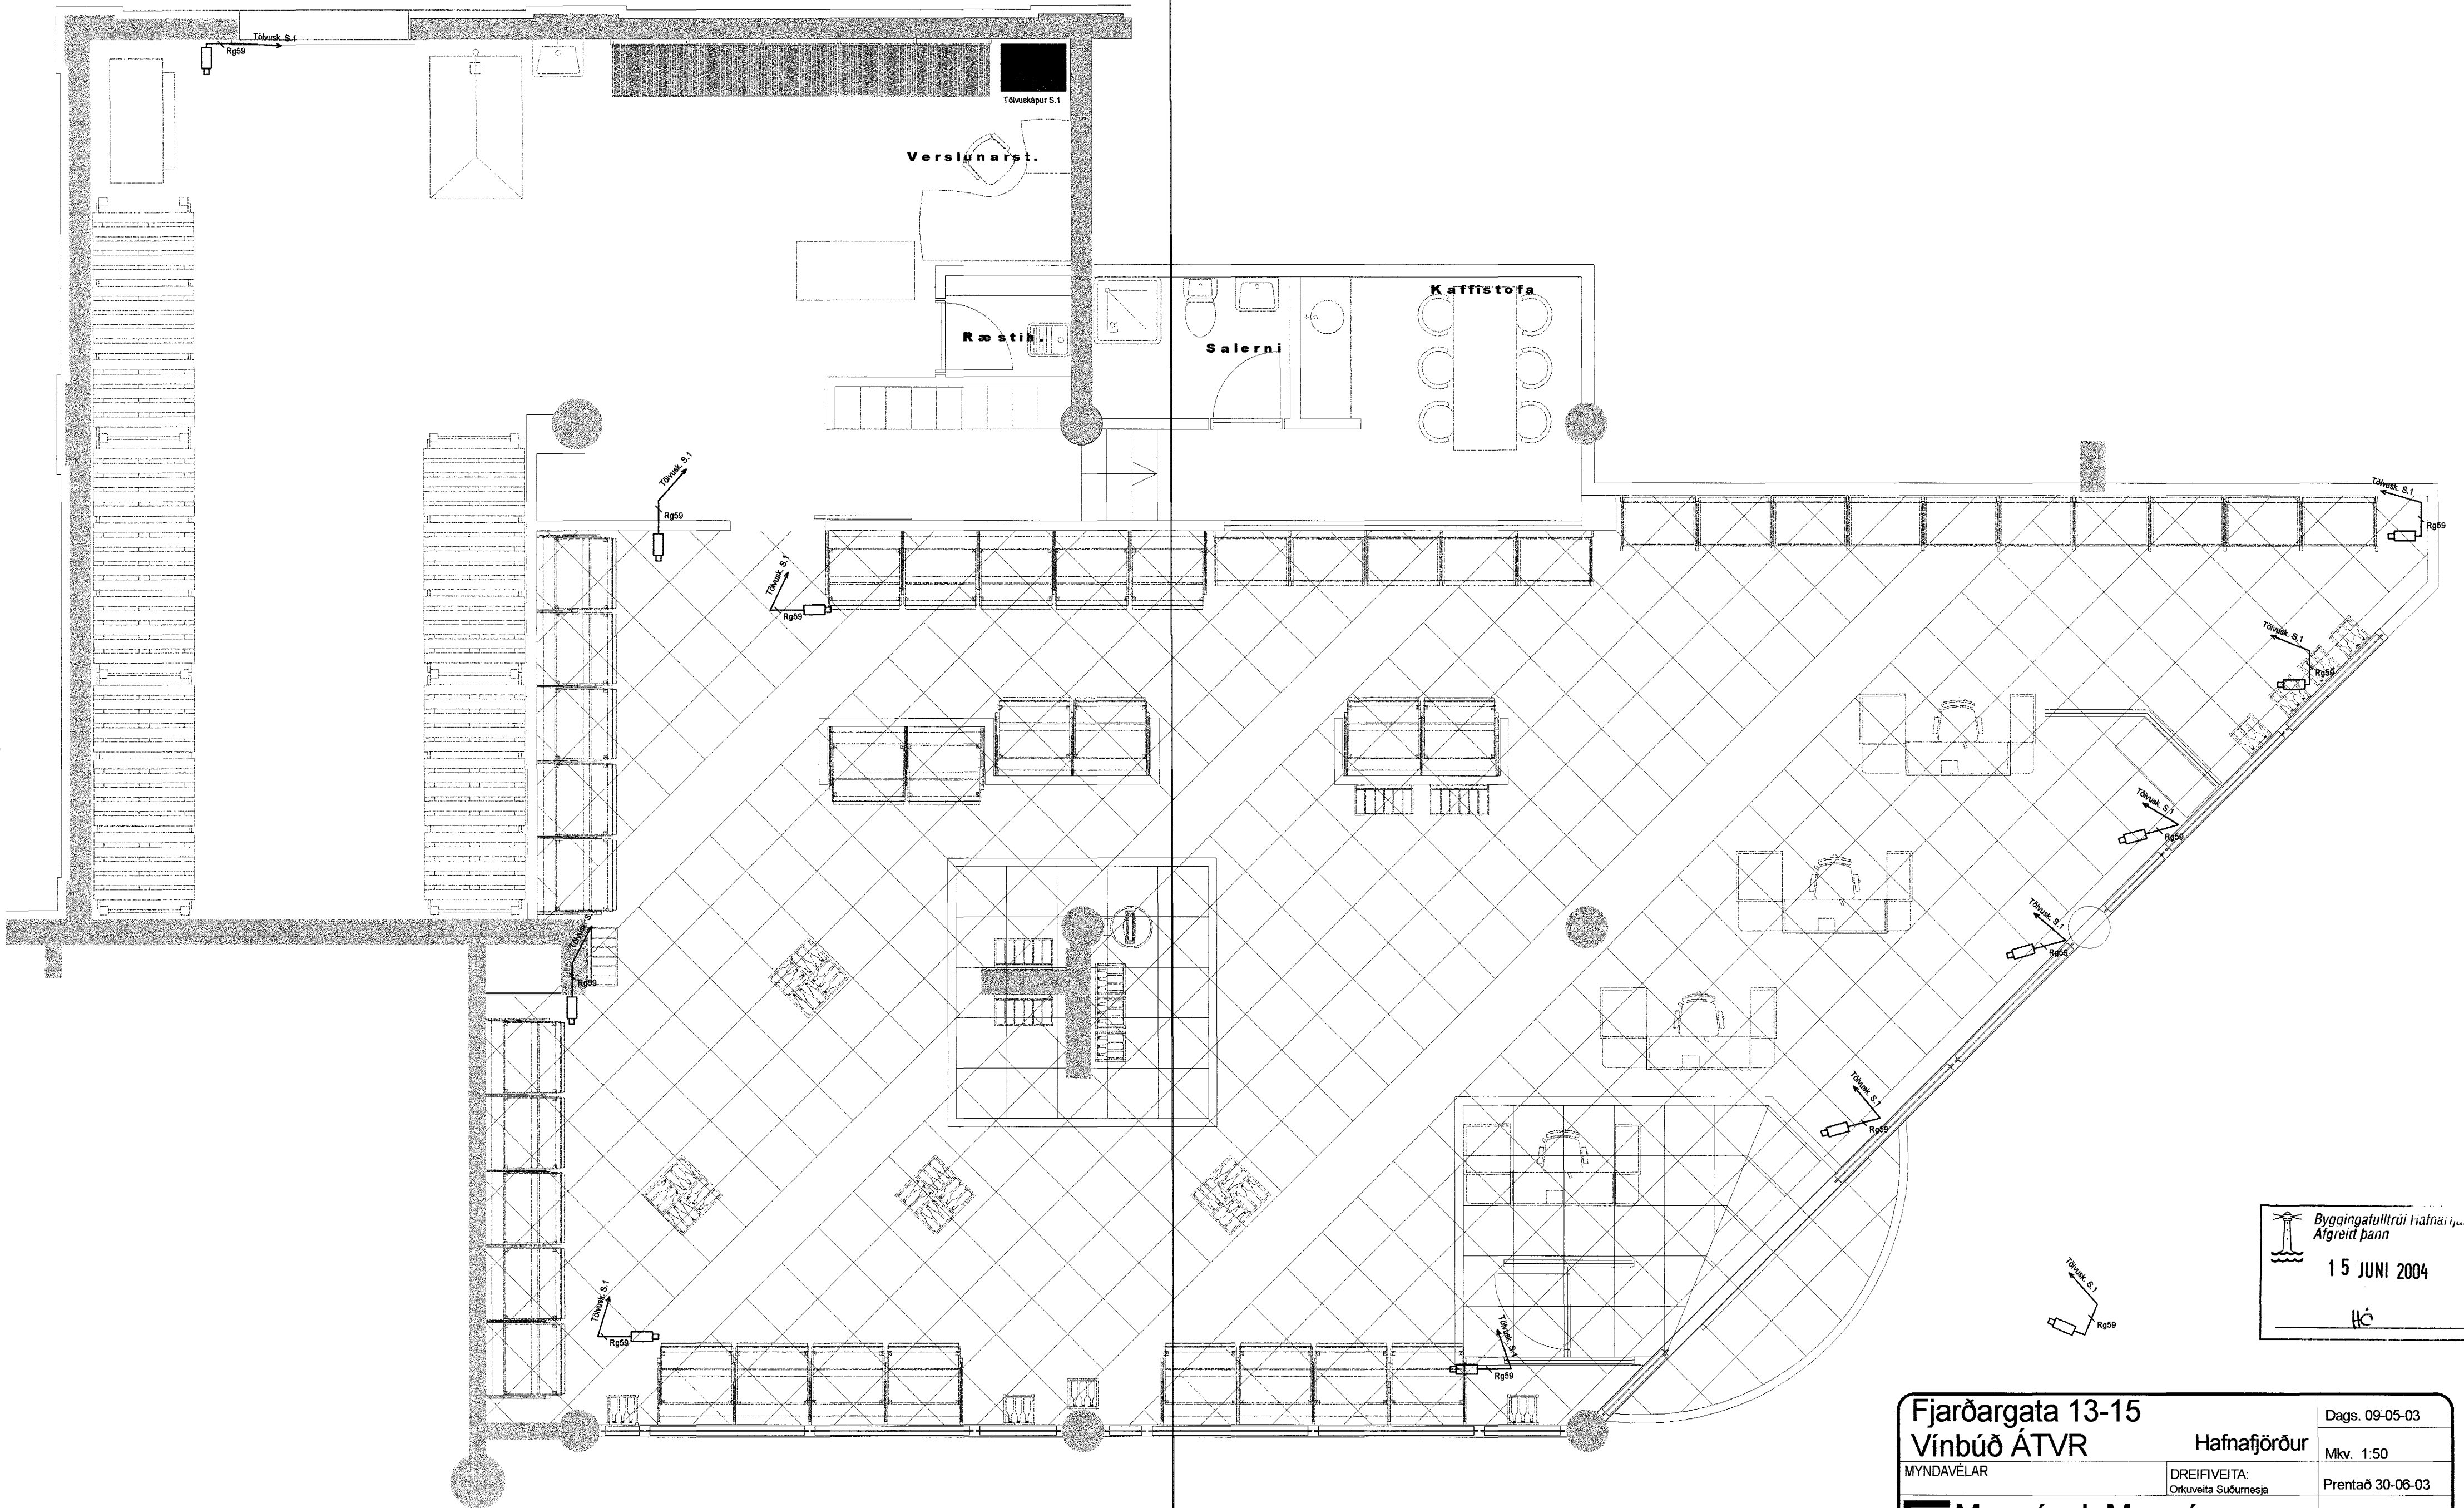 Tölvusk. S.1
Rg59
Tölvuskápur S.1
Verslunarst.
Kaffistofa
Ræstih.
LR
Salerni
Tölvusk. S.1
Rg59
Tölvusk. S.1
Rg59
Tölvusk. S.1
Rg59
Tölvusk. S.1
Rg59
Tölvusk. S.1
Rg59
Tölvusk. S.1
Rg59
Tölvusk. S.1
Rg59
Tölvusk. S.1
Rg59
Tölvusk. S.1
Rg59
Tölvusk. S.1
Rg59
Tölvusk. S.1
Rg59
Byggingafulltrúi
Afgreitt þann
15 JUNI 2004
HÓ
Fjarðargata 13-15
Dags. 09-05-03
Vínbúð ÁTVR
Hafnafjörður
Mkv. 1:50
MYNDAVÉLAR
DREIFIVEITA:
Orkuveita Suðurnesja
Prentað 30-06-03